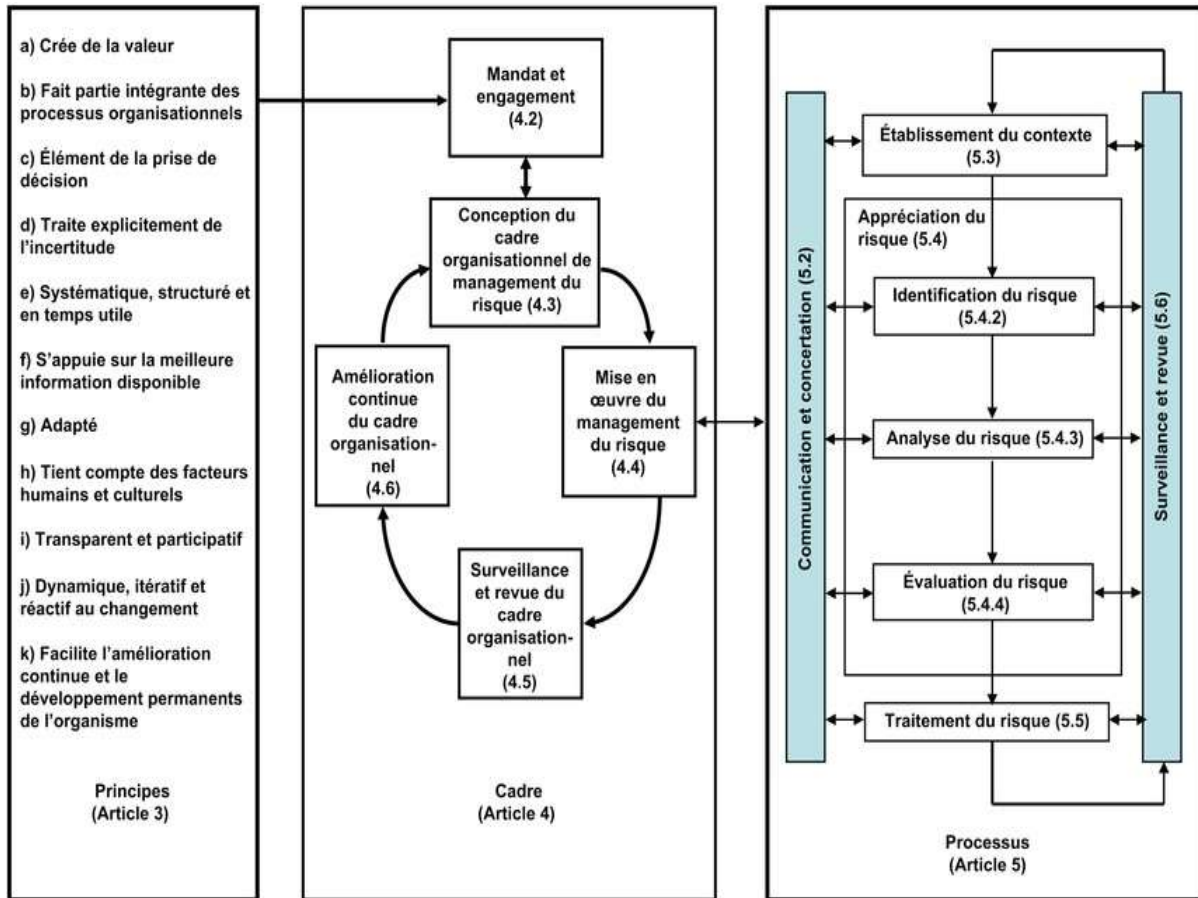 a) Crée de la valeur
b) Fait partie intégrante des
processus organisationnels
c) Élément de la prise de
décision
d) Traite explicitement de
l'incertitude
e) Systématique, structuré et
en temps utile
f) S'appuie sur la meilleure
information disponible
g) Adapté
h) Tient compte des facteurs
humains et culturels
i) Transparent et participatif
j) Dynamique, itératif et
réactif au changement
k) Facilite l'amélioration
continue et le
développement permanents
de l'organisme
Principes
(Article 3)
Mandat et
engagement
(4.2)
Conception du
cadre
organisationnel de
management du
risque (4.3)
Mise en
œuvre du
management
du risque
(4.4)
Surveillance
et revue du
cadre
organisation-
nel
(4.5)
Amélioration
continue
du cadre
organisation-
nel
(4.6)
Cadre
(Article 4)
Communication et concertation (5.2)
Établissement du contexte
(5.3)
Appréciation du
risque (5.4)
Identification du risque
(5.4.2)
Analyse du risque (5.4.3)
Évaluation du risque
(5.4.4)
Traitement du risque (5.5)
Surveillance et revue (5.6)
Processus
(Article 5)